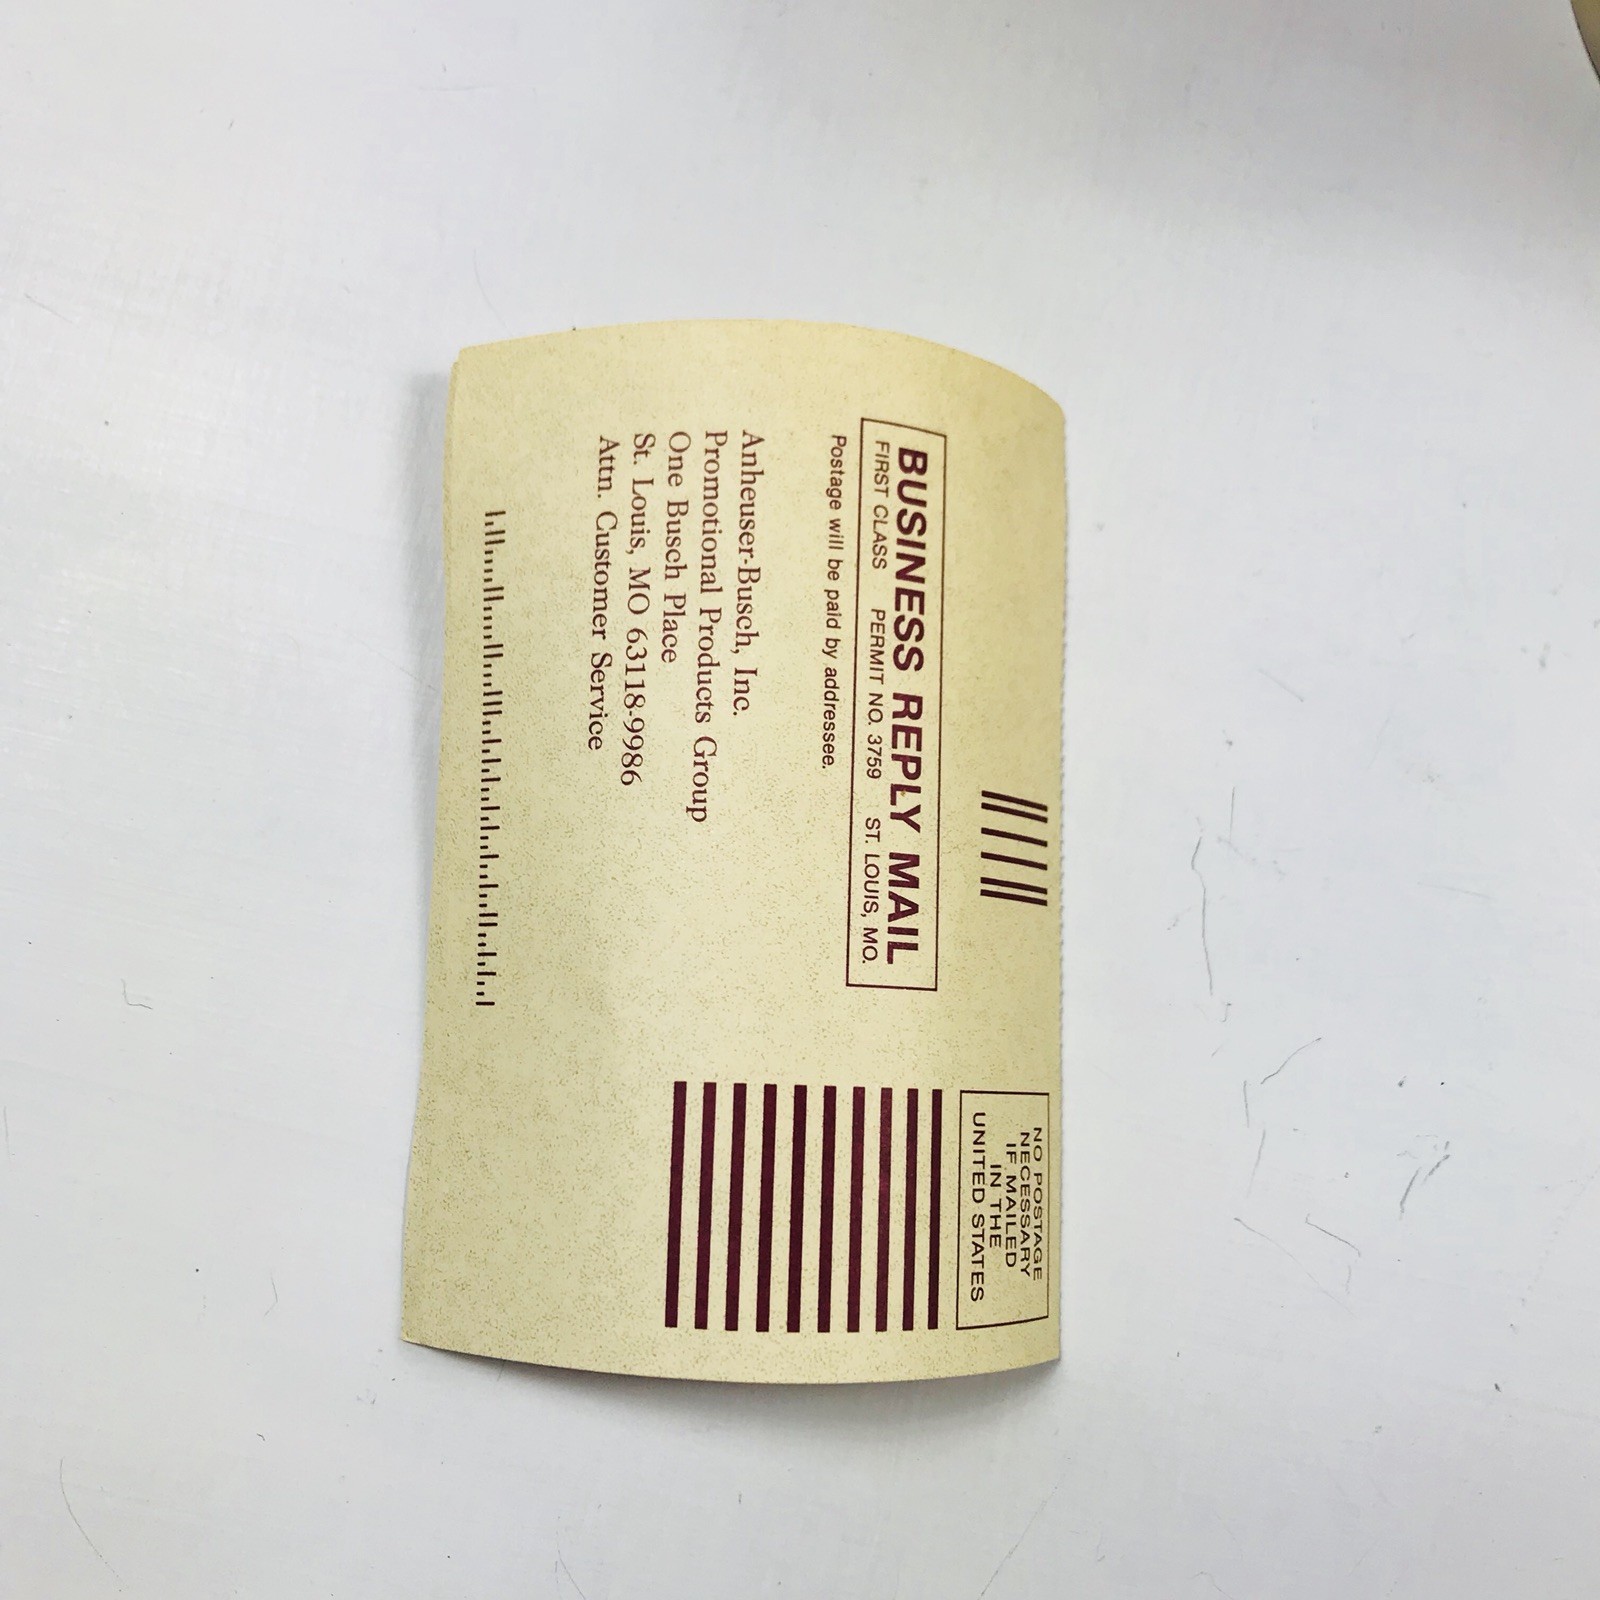 NO POSTAGE
NECESSARY
IF MAILED
IN THE
UNITED STATES
BUSINESS REPLY MAIL
FIRST CLASS PERMIT NO. 3759 ST. LOUIS, MO.
Postage will be paid by addressee.
Anheuser-Busch, Inc.
Promotional Products Group
One Busch Place
St. Louis, MO 63118-9986
Attn. Customer Service